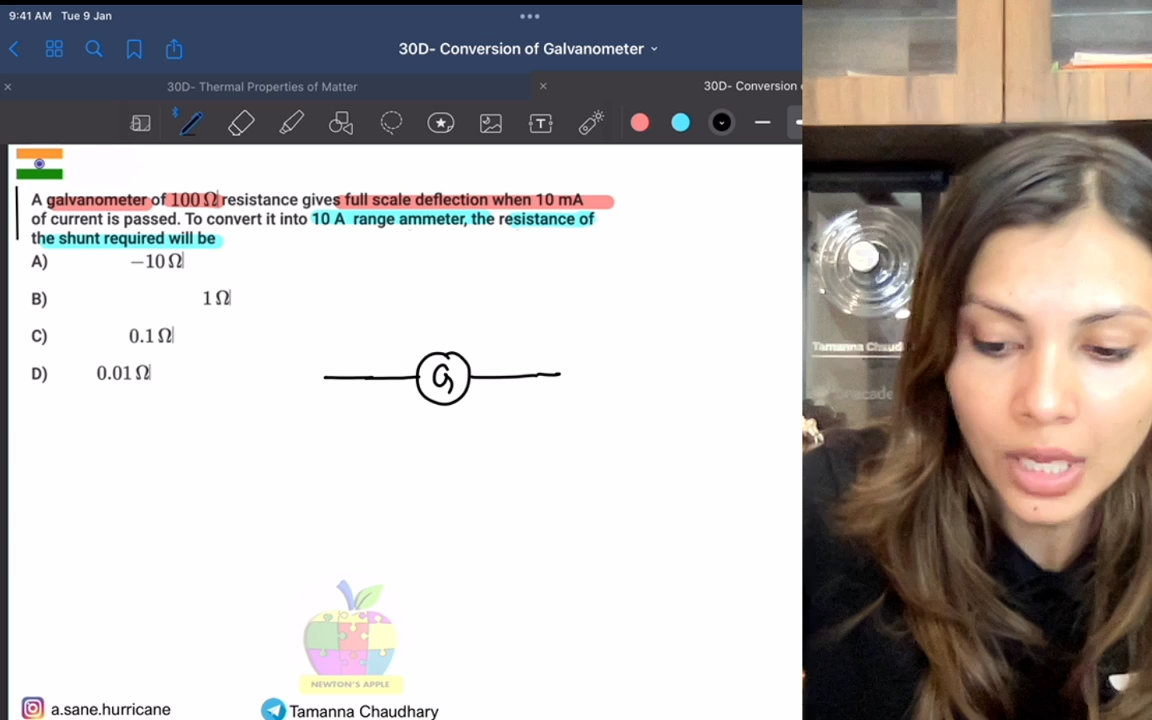 9:41 AM Tue 9 Jan
30D- Conversion of Galvanometer
30D- Thermal Properties of Matter
30D- Conversion
T
A galvanometer of 100 Ω resistance gives full scale deflection when 10 mA
of current is passed. To convert it into 10 A range ammeter, the resistance of
the shunt required will be
A) −10 Ω
B) 1 Ω
C) 0.1 Ω
D) 0.01 Ω
G
NEWTON'S APPLE
a.sane.hurricane
Tamanna Chaudhary
Tamanna